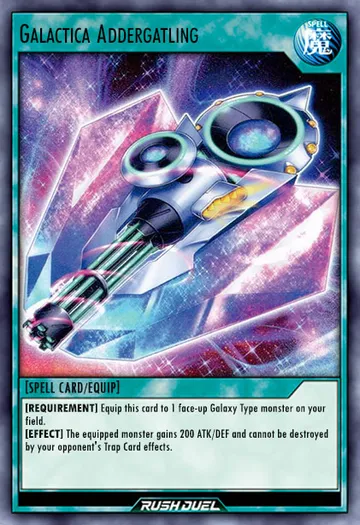 GALACTICA ADDERGATLING
SPELL
魔
[SPELL CARD/EQUIP]
[REQUIREMENT] Equip this card to 1 face-up Galaxy Type monster on your
field.
[EFFECT] The equipped monster gains 200 ATK/DEF and cannot be destroyed
by your opponent's Trap Card effects.
RUSH DUEL